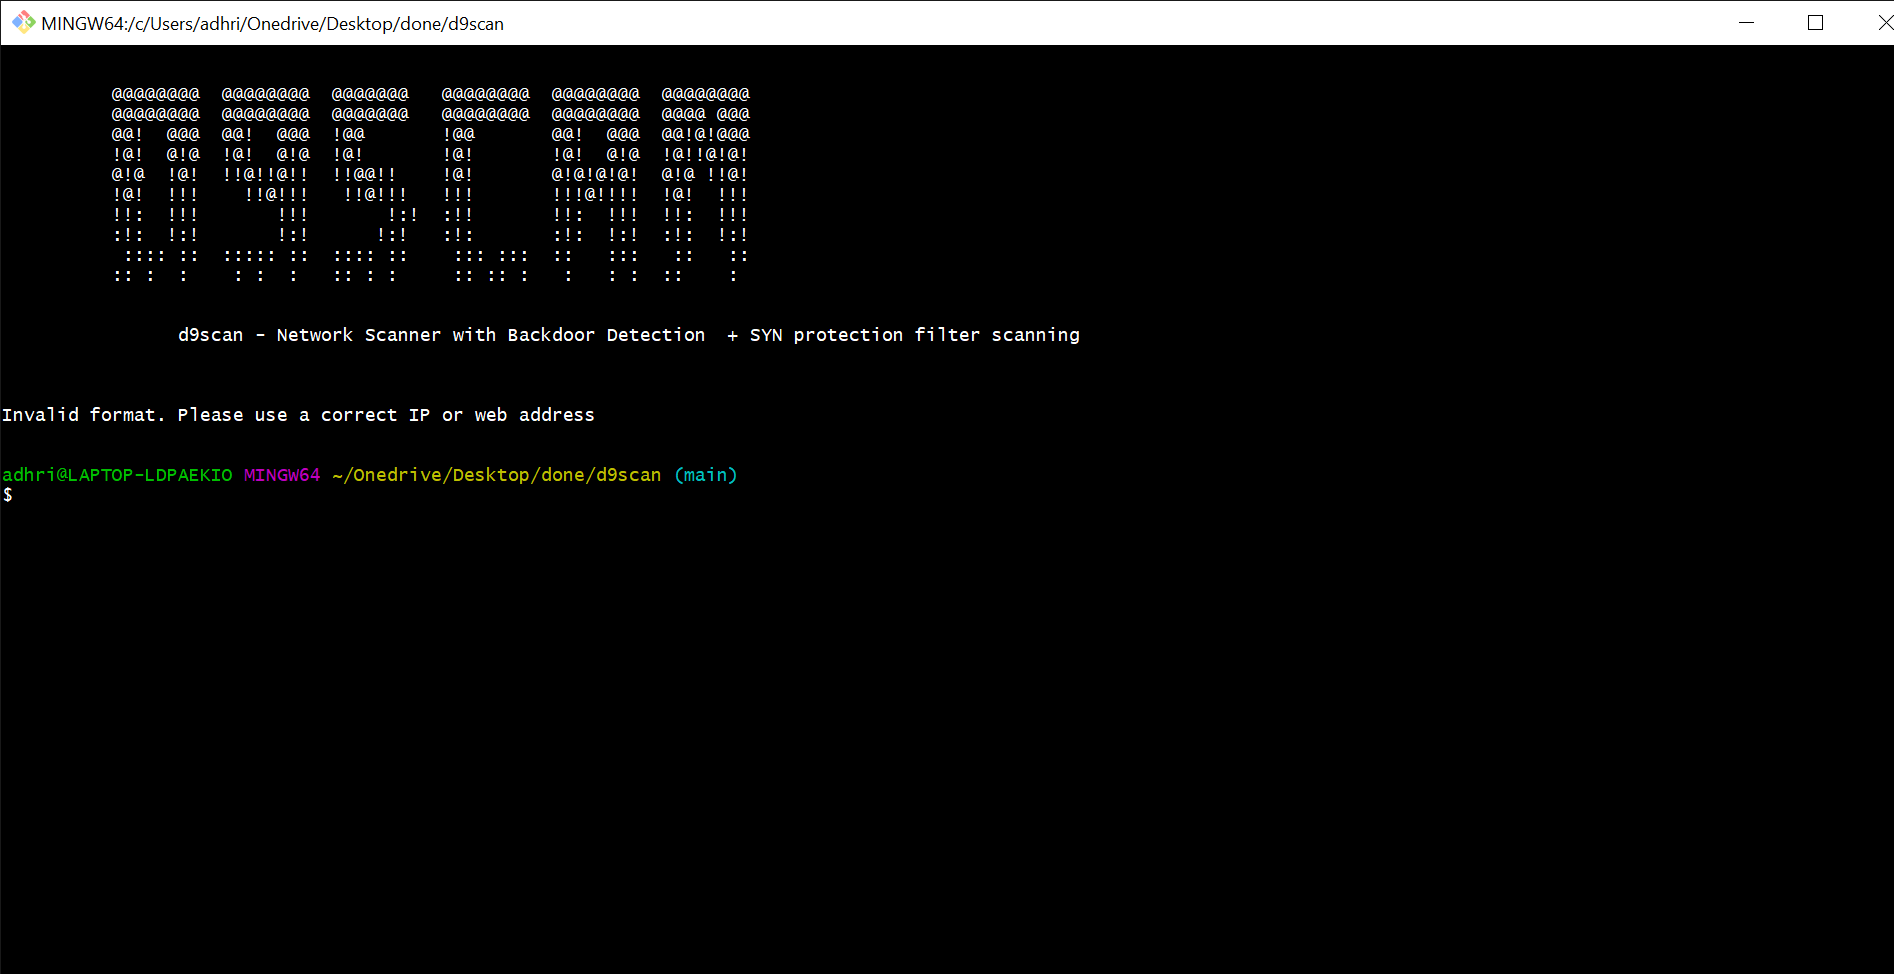 MINGW64:/c/Users/adhri/Onedrive/Desktop/done/d9scan
@@@@@@@@  @@@@@@@@  @@@@@@@   @@@@@@@@  @@@@@@@@  @@@@@@@@
@@@@@@@@  @@@@@@@@  @@@@@@@   @@@@@@@@  @@@@@@@@  @@@@ @@@
@@!  @@@  @@!  @@@  !@@       !@@       @@!  @@@  @@!@!@@@
!@!  @!@  !@!  @!@  !@!       !@!       !@!  @!@  !@!!@!@!
@!@  !@!  !!@!!@!!  !!@@!!    !@!       @!@!@!@!  @!@ !!@!
!@!  !!!    !!@!!!   !!@!!!   !!!       !!!@!!!!  !@!  !!!
!!:  !!!       !!!       !:!  :!!       !!:  !!!  !!:  !!!
:!:  !:!       !:!      !:!   :!:       :!:  !:!  :!:  !:!
 :::: ::  ::::: ::  :::: ::    ::: :::  ::   :::   ::   ::
:: :  :    : :  :   :: : :     :: :: :   :   : :  ::    :
d9scan - Network Scanner with Backdoor Detection  + SYN protection filter scanning
Invalid format. Please use a correct IP or web address
adhri@LAPTOP-LDPAEKIO MINGW64 ~/Onedrive/Desktop/done/d9scan (main)
$